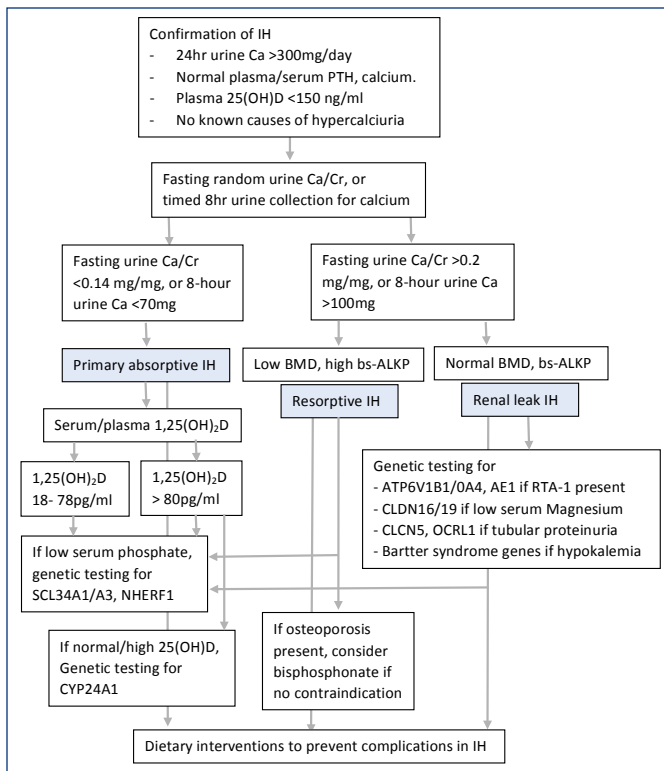 Confirmation of IH
- 24hr urine Ca >300mg/day
- Normal plasma/serum PTH, calcium.
- Plasma 25(OH)D <150 ng/ml
- No known causes of hypercalciuria
Fasting random urine Ca/Cr, or
timed 8hr urine collection for calcium
Fasting urine Ca/Cr
<0.14 mg/mg, or 8-hour
urine Ca <70mg
Fasting urine Ca/Cr >0.2
mg/mg, or 8-hour urine Ca
>100mg
Primary absorptive IH
Low BMD, high bs-ALKP
Normal BMD, bs-ALKP
Resorptive IH
Renal leak IH
Serum/plasma 1,25(OH)₂D
1,25(OH)₂D
18- 78pg/ml
1,25(OH)₂D
> 80pg/ml
Genetic testing for
- ATP6V1B1/0A4, AE1 if RTA-1 present
- CLDN16/19 if low serum Magnesium
- CLCN5, OCRL1 if tubular proteinuria
- Bartter syndrome genes if hypokalemia
If low serum phosphate,
genetic testing for
SCL34A1/A3, NHERF1
If normal/high 25(OH)D,
Genetic testing for
CYP24A1
If osteoporosis
present, consider
bisphosphonate if
no contraindication
Dietary interventions to prevent complications in IH